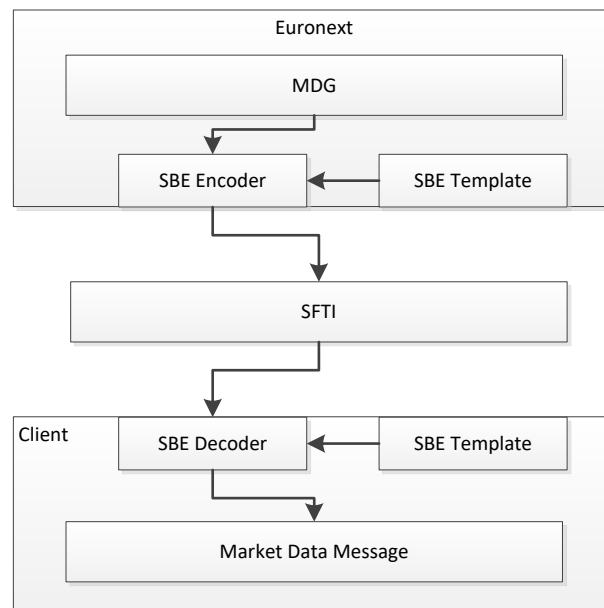 Euronext
MDG
SBE Encoder
SBE Template
SFTI
Client
SBE Decoder
SBE Template
Market Data Message